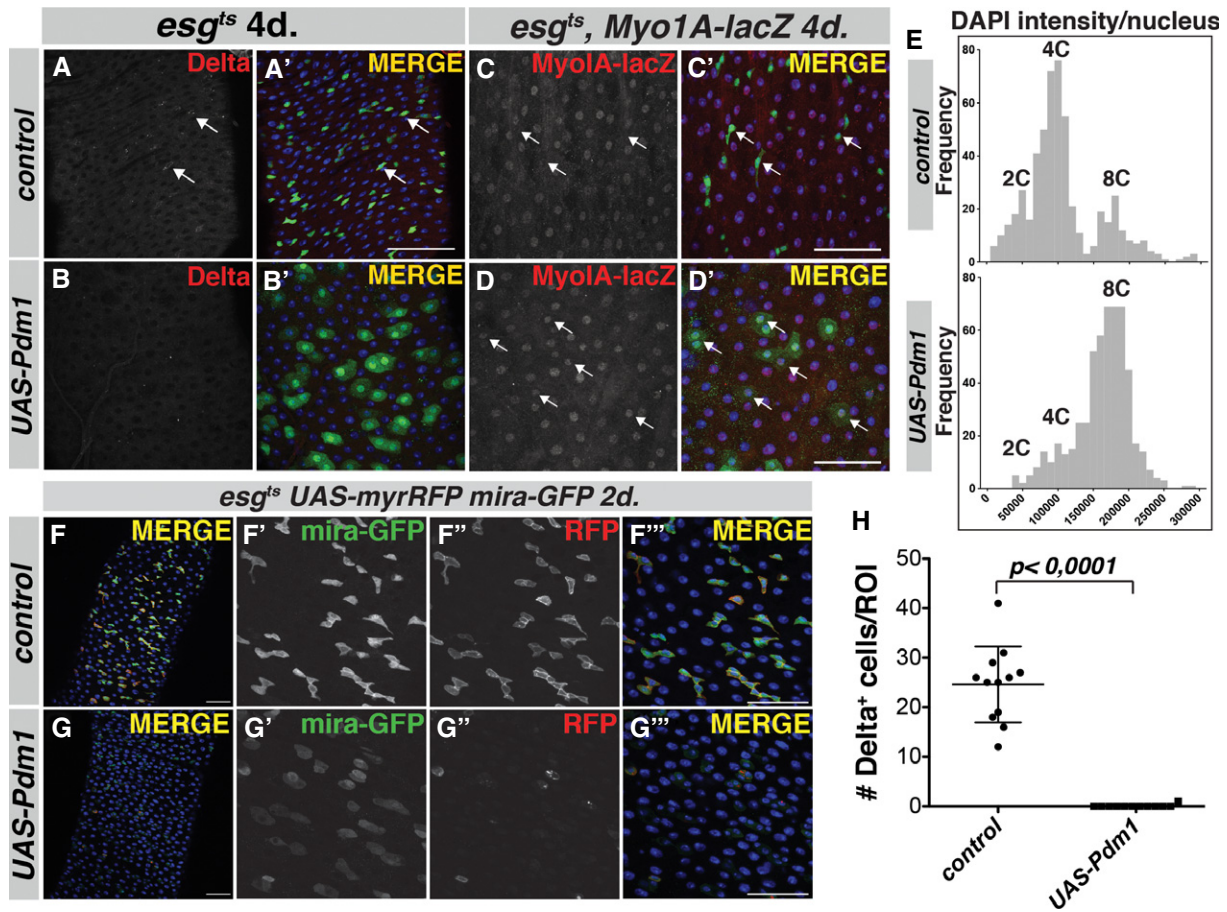 esgts 4d.
esgts, Myo1A-lacZ 4d.
DAPI intensity/nucleus
control
A
Delta
A'
MERGE
C
MyoIA-lacZ
C'
MERGE
UAS-Pdm1
B
Delta
B'
MERGE
D
MyoIA-lacZ
D'
MERGE
E
control
Frequency
80
60
40
20
0
2C
4C
8C
UAS-Pdm1
Frequency
80
60
40
20
0
2C
4C
8C
0
50000
100000
150000
200000
250000
300000
esgts UAS-myrRFP mira-GFP 2d.
control
F
MERGE
F'
mira-GFP
F''
RFP
F'''
MERGE
UAS-Pdm1
G
MERGE
G'
mira-GFP
G''
RFP
G'''
MERGE
H
# Delta+ cells/ROI
50
40
30
20
10
0
p< 0,0001
control
UAS-Pdm1